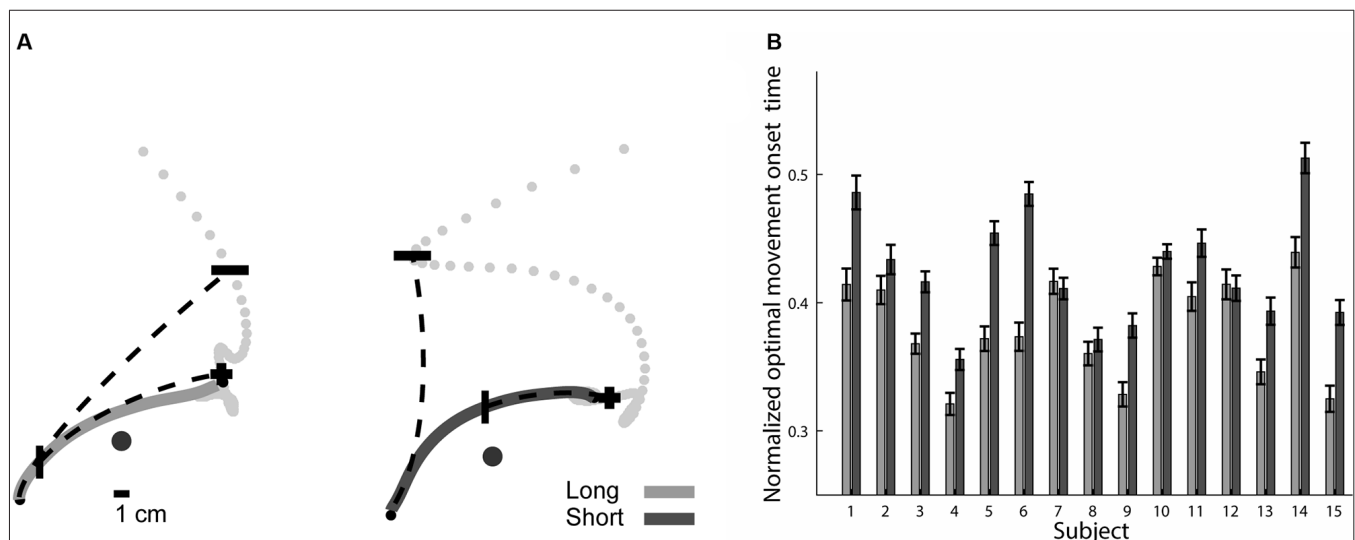 A
1 cm
Long
Short
B
Normalized optimal movement onset time
0.5
0.4
0.3
1 2 3 4 5 6 7 8 9 10 11 12 13 14 15
Subject